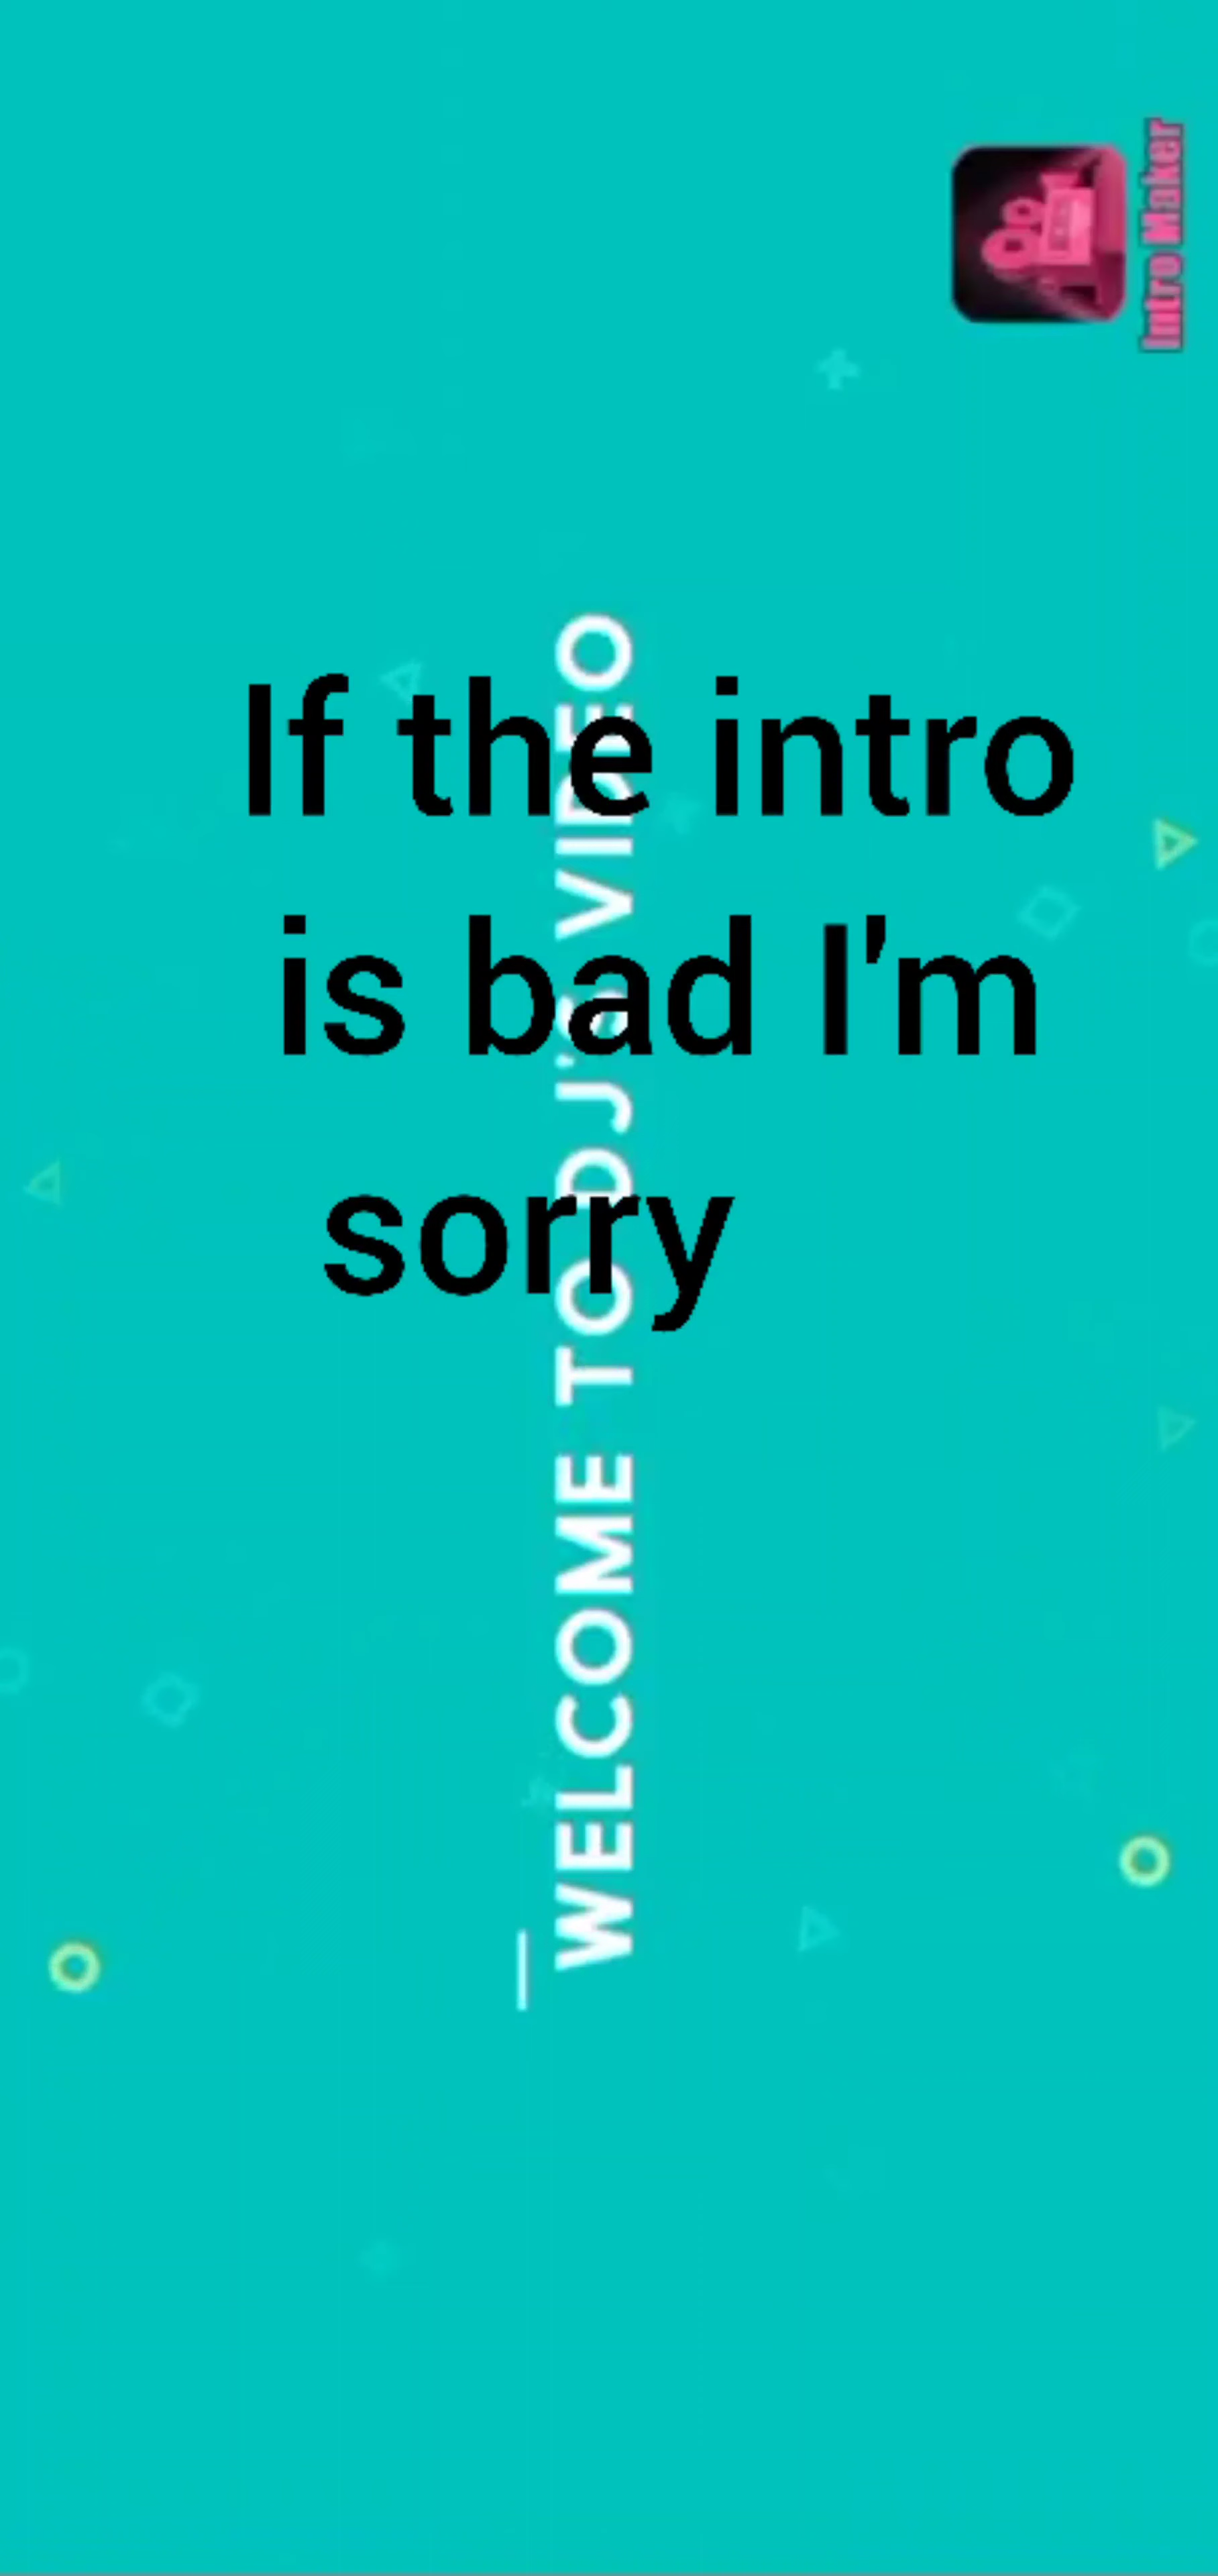 If the intro
is bad I'm
sorry
WELCOME TO DJ'S VIDEO
Intro Maker